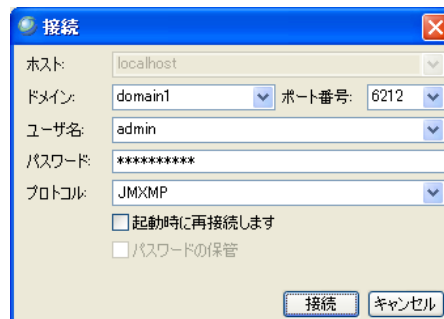 接続
ホスト: localhost
ドメイン: domain1 ポート番号: 6212
ユーザ名: admin
パスワード: **********
プロトコル: JMXMP
起動時に再接続します
パスワードの保管
接続 キャンセル